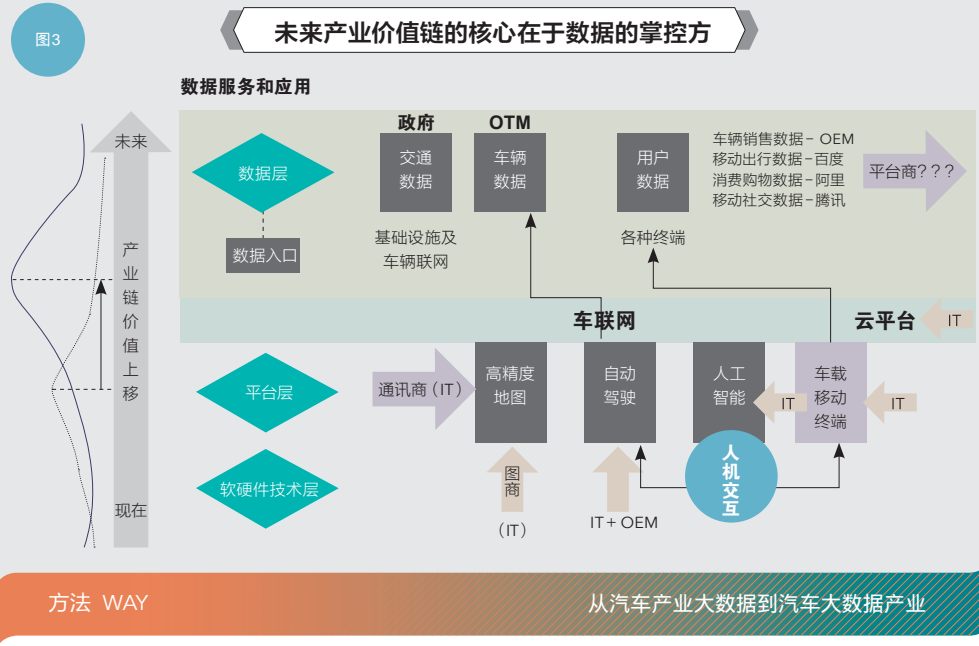 图3
未来产业价值链的核心在于数据的掌控方
数据服务和应用
未来
产业链价值上移
现在
数据层
数据入口
政府
交通
数据
基础设施及
车辆联网
OTM
车辆
数据
用户
数据
各种终端
车辆销售数据– OEM
移动出行数据–百度
消费购物数据–阿里
移动社交数据–腾讯
平台商???
车联网
云平台
IT
平台层
通讯商(IT)
高精度
地图
自动
驾驶
人工
智能
IT
车载
移动
终端
IT
软硬件技术层
图商
(IT)
IT+OEM
人机交互
方法 WAY
从汽车产业大数据到汽车大数据产业